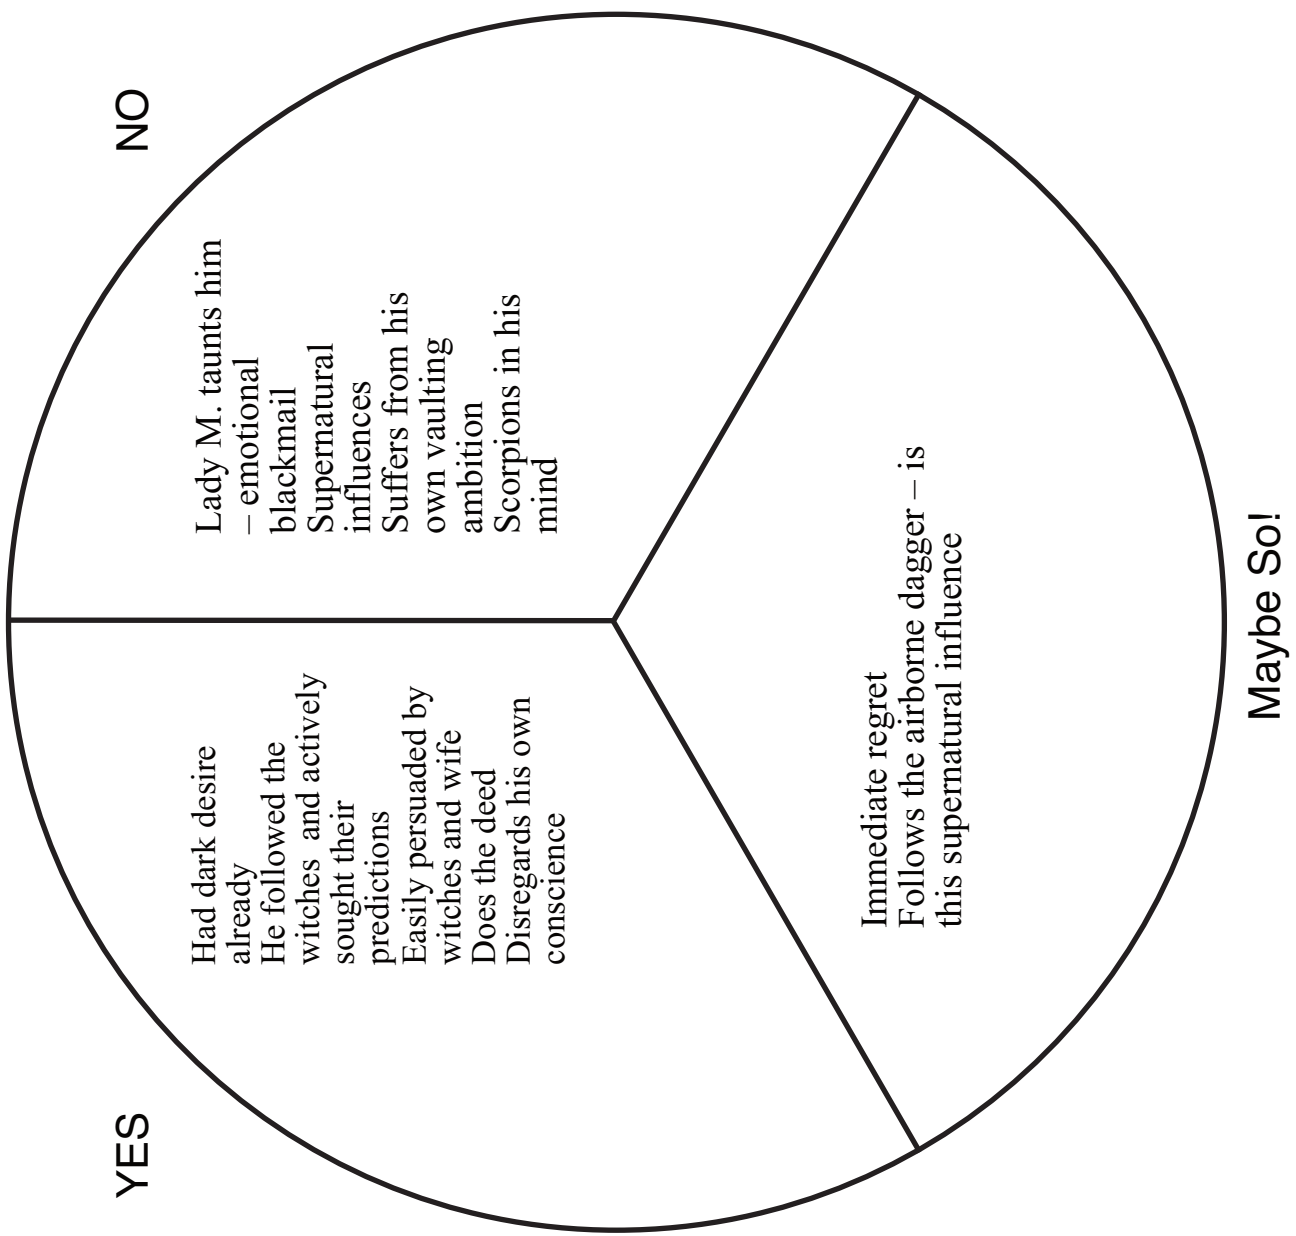 YES
Had dark desire
already
He followed the
witches  and actively
sought their
predictions
Easily persuaded by
witches and wife
Does the deed
Disregards his own
conscience
NO
Lady M. taunts him
– emotional
blackmail
Supernatural
influences
Suffers from his
own vaulting
ambition
Scorpions in his
mind
Immediate regret
Follows the airborne dagger – is
this supernatural influence
Maybe So!